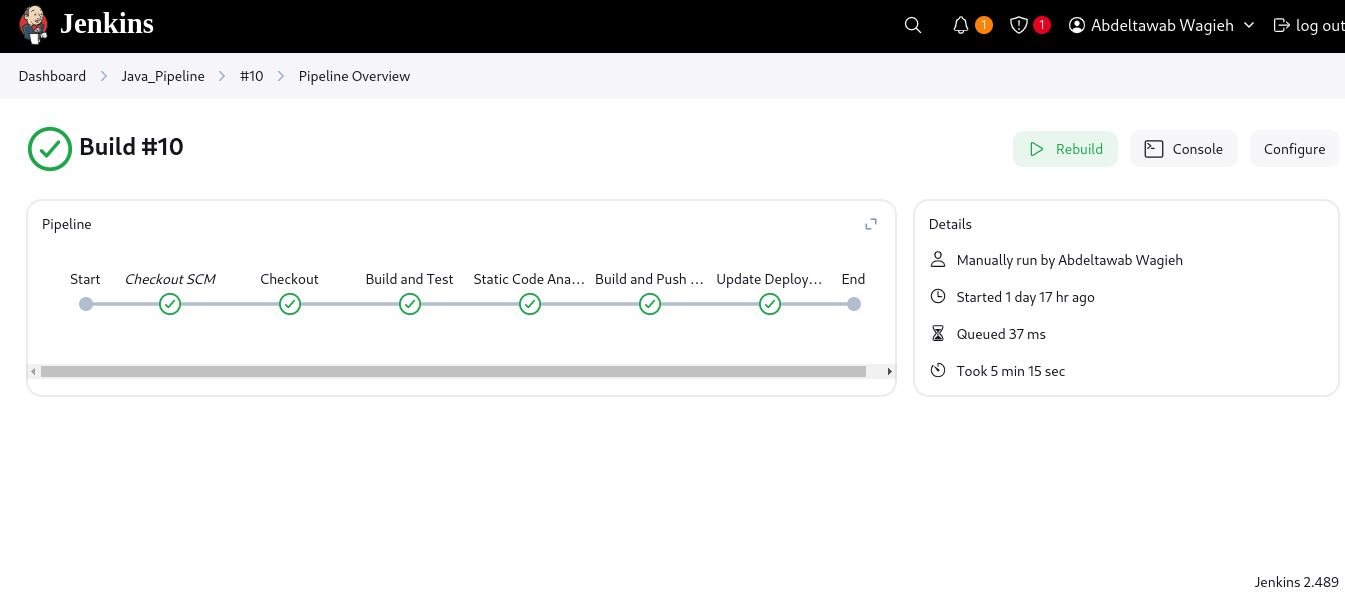 Jenkins
1
1
Abdeltawab Wagieh
log out
Dashboard
Java_Pipeline
#10
Pipeline Overview
Build #10
Rebuild
Console
Configure
Pipeline
Start
Checkout SCM
Checkout
Build and Test
Static Code Ana...
Build and Push ...
Update Deploy...
End
Details
Manually run by Abdeltawab Wagieh
Started 1 day 17 hr ago
Queued 37 ms
Took 5 min 15 sec
Jenkins 2.489